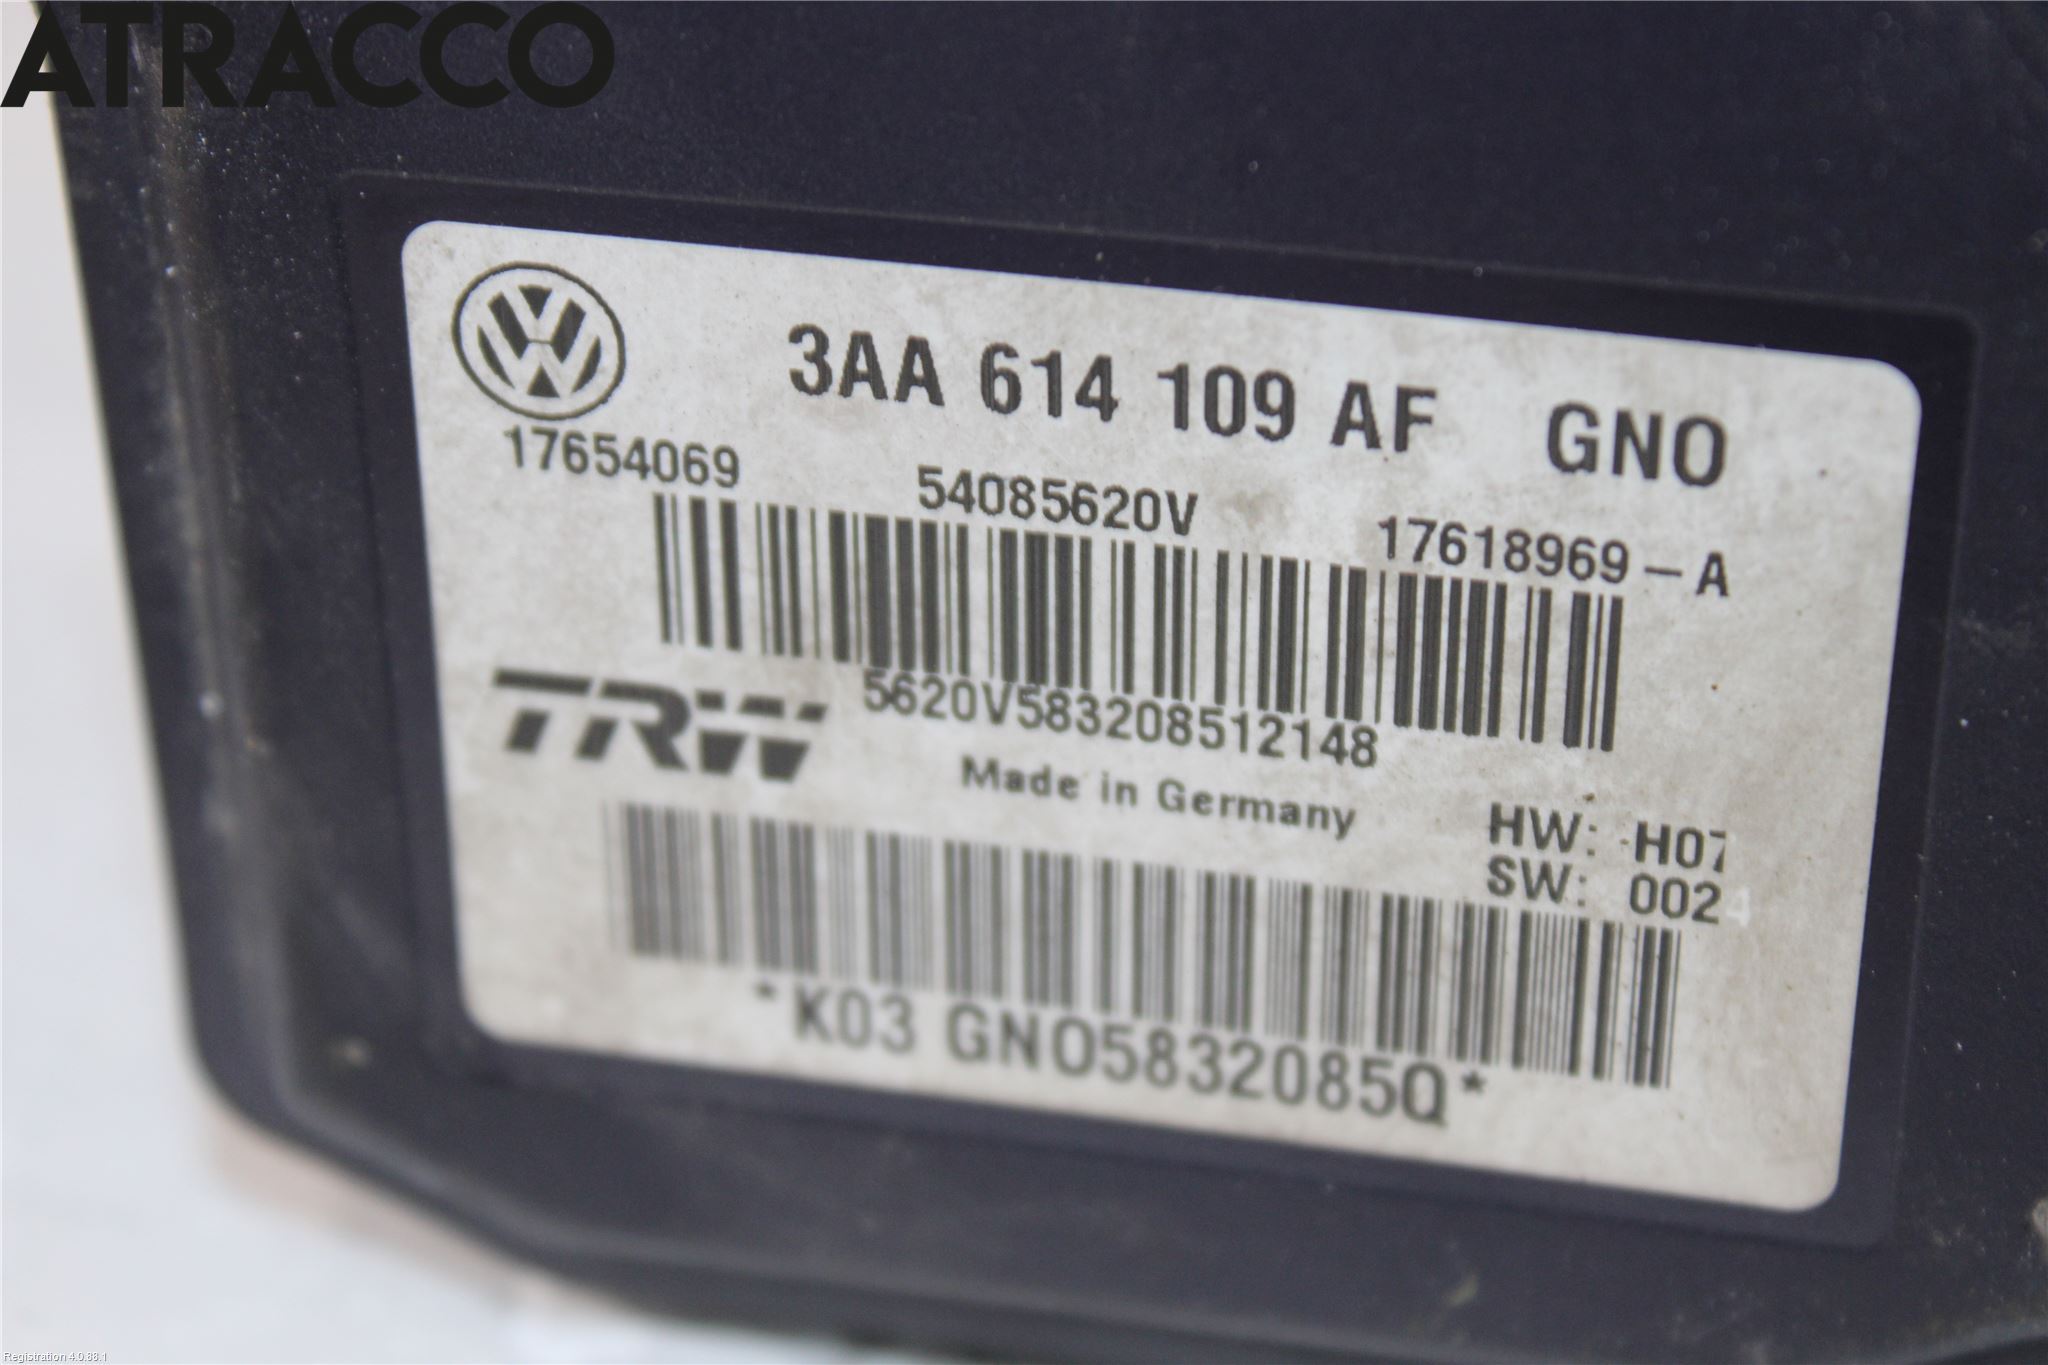 ATRACCO
3AA 614 109 AF GNO
17654069 54085620V 17618969-A
TRW 5620V583208512148
Made in Germany
HW: H07
SW: 002
*K03 GNO5832085Q*
Registration 4.0.88.1